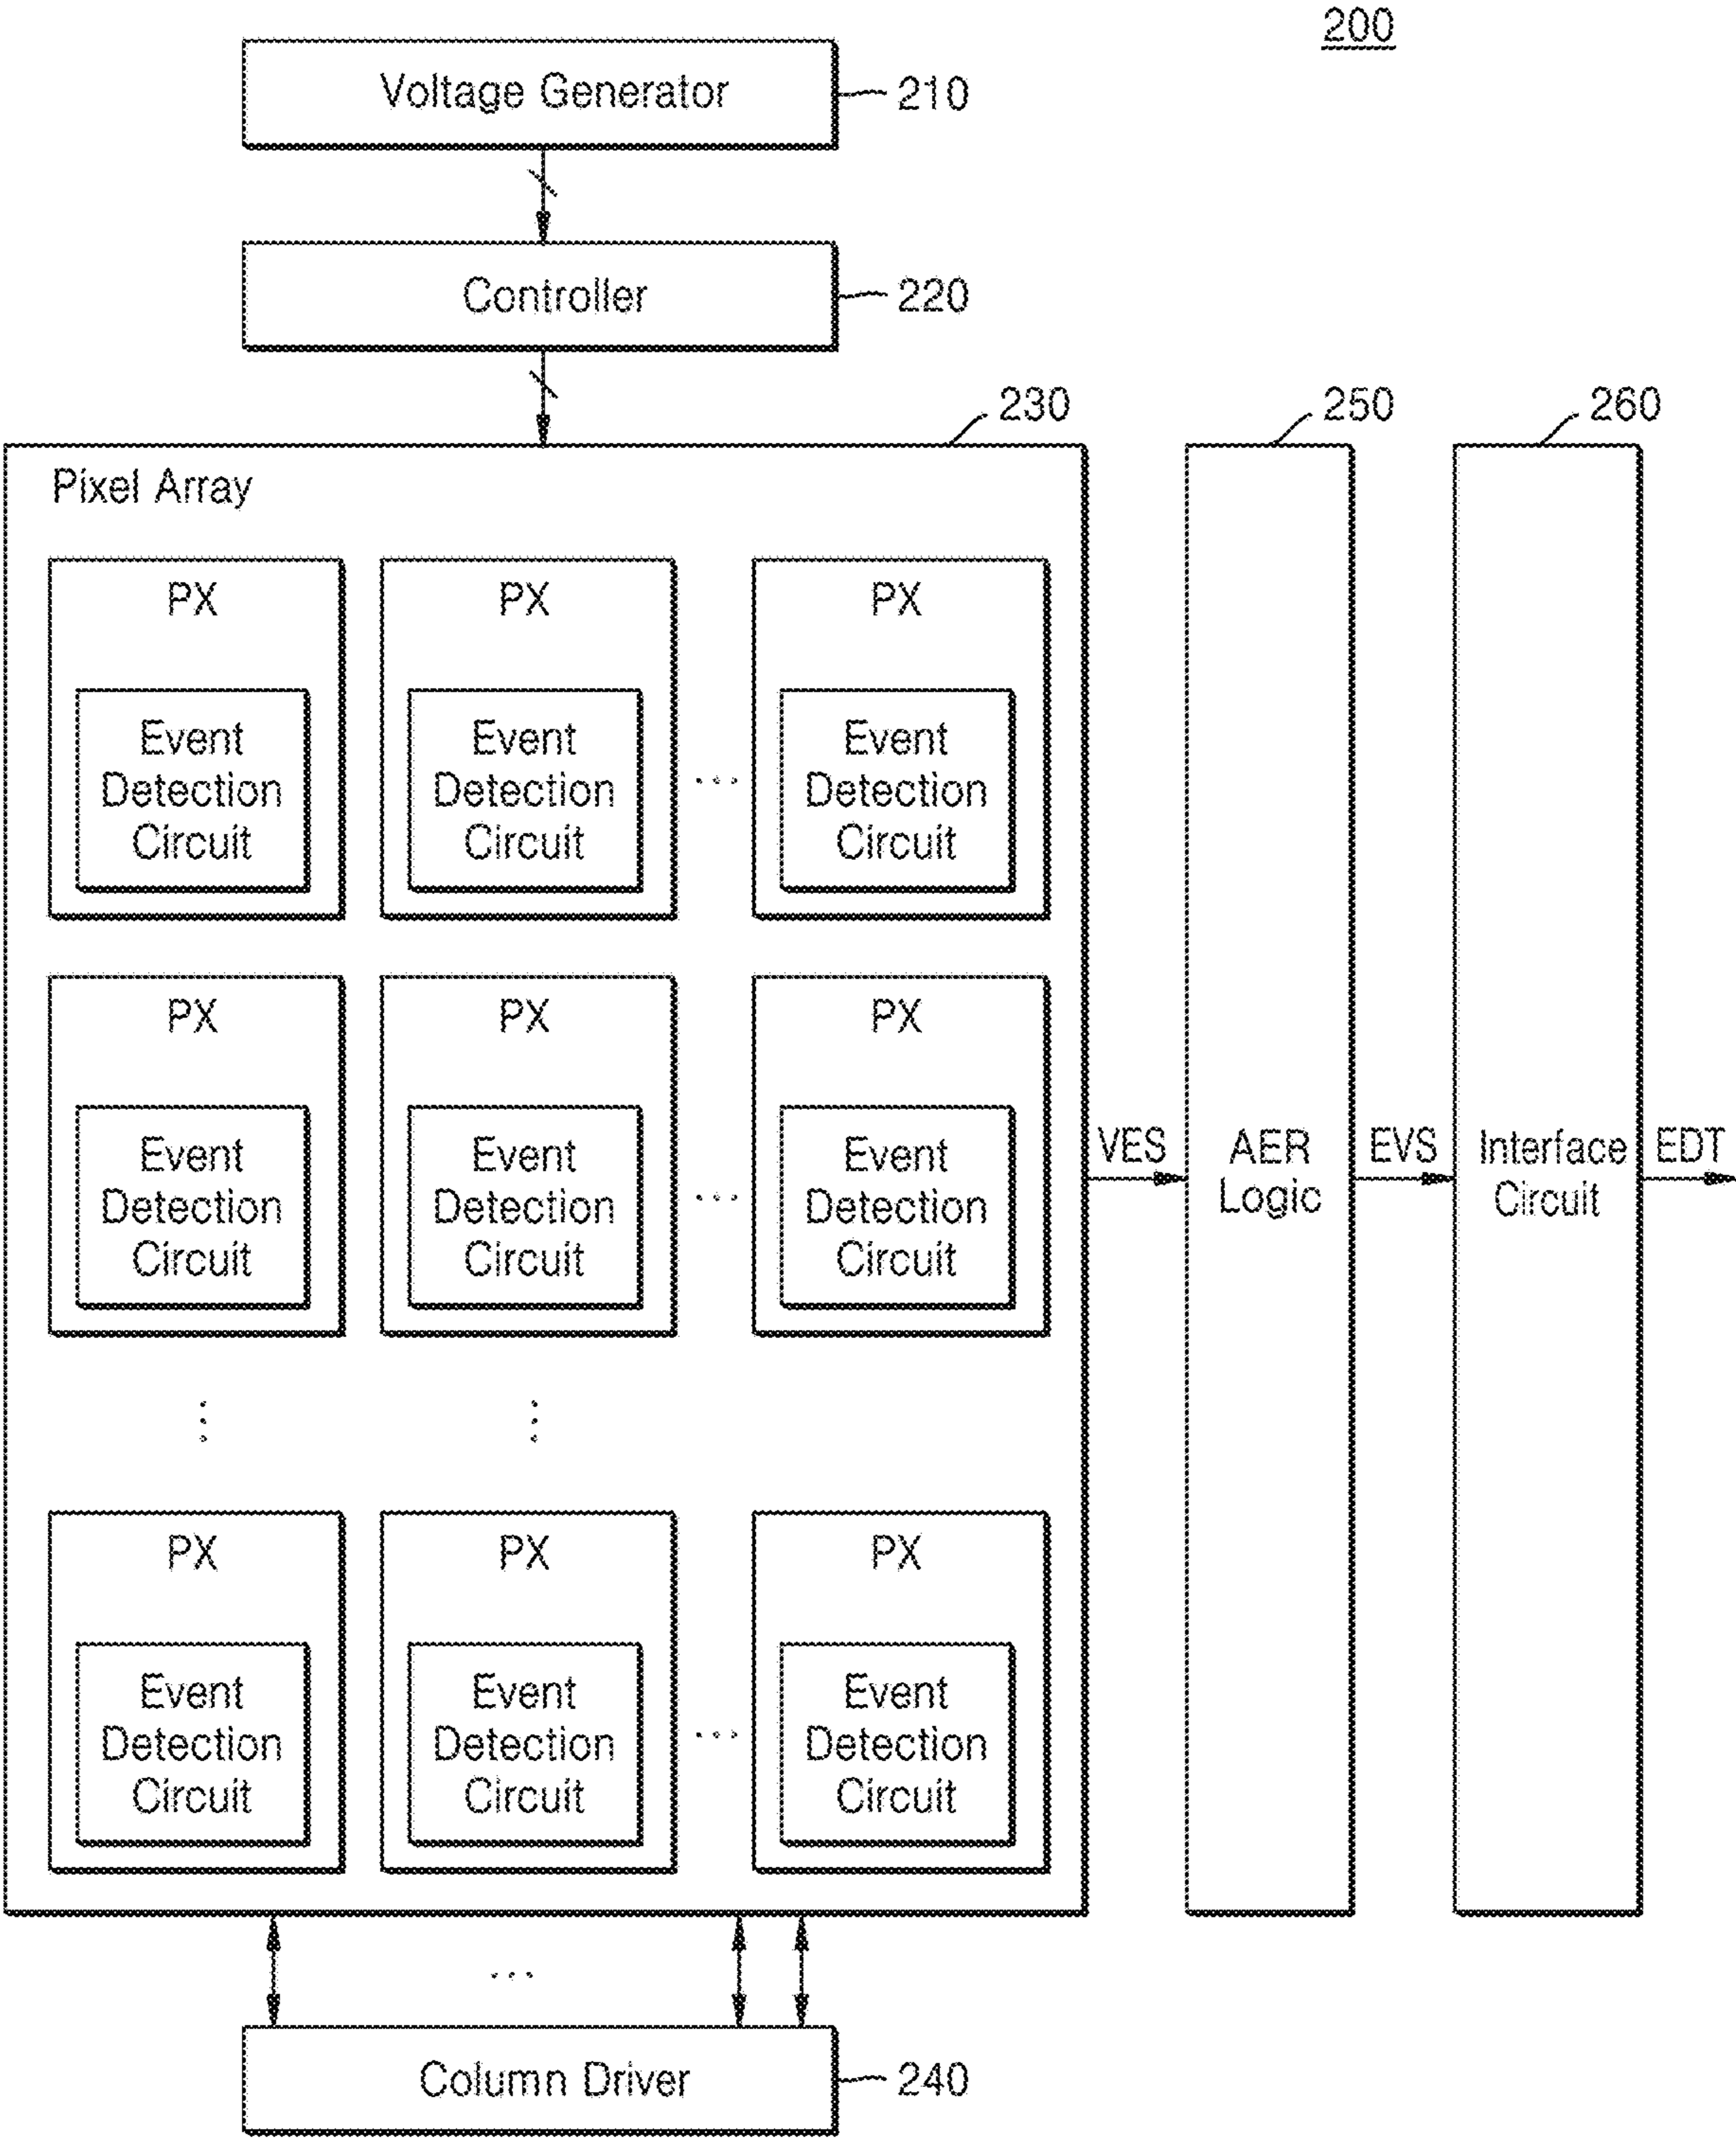 200
Voltage Generator
210
Controller
220
230
250
260
Pixel Array
PX
PX
PX
Event
Detection
Circuit
Event
Detection
Circuit
...
Event
Detection
Circuit
PX
PX
PX
Event
Detection
Circuit
Event
Detection
Circuit
...
Event
Detection
Circuit
VES
AER
Logic
EVS
Interface
Circuit
EDT
PX
PX
PX
Event
Detection
Circuit
Event
Detection
Circuit
...
Event
Detection
Circuit
...
Column Driver
240